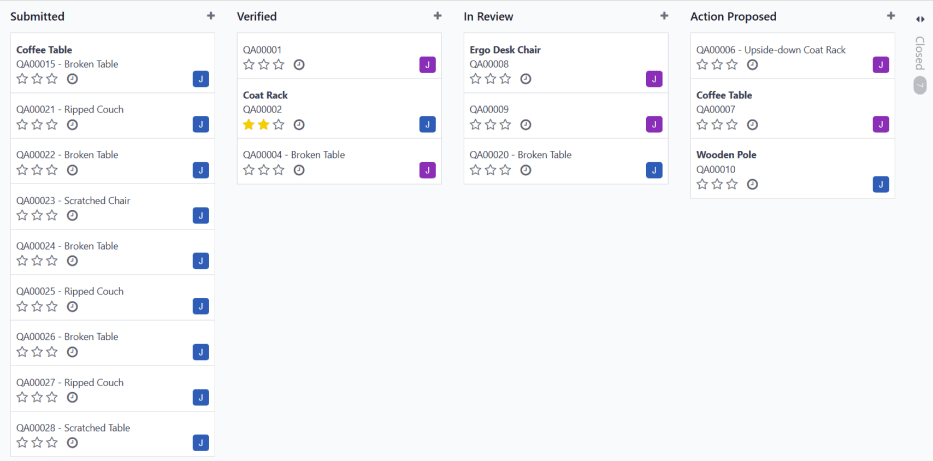 Submitted
Coffee Table
QA00015 - Broken Table
J
QA00021 - Ripped Couch
J
QA00022 - Broken Table
J
QA00023 - Scratched Chair
J
QA00024 - Broken Table
J
QA00025 - Ripped Couch
J
QA00026 - Broken Table
J
QA00027 - Ripped Couch
J
QA00028 - Scratched Table
J
Verified
QA00001
J
Coat Rack
QA00002
J
QA00004 - Broken Table
J
In Review
Ergo Desk Chair
QA00008
J
QA00009
J
QA00020 - Broken Table
J
Action Proposed
QA00006 - Upside-down Coat Rack
J
Coffee Table
QA00007
J
Wooden Pole
QA00010
J
Closed
7